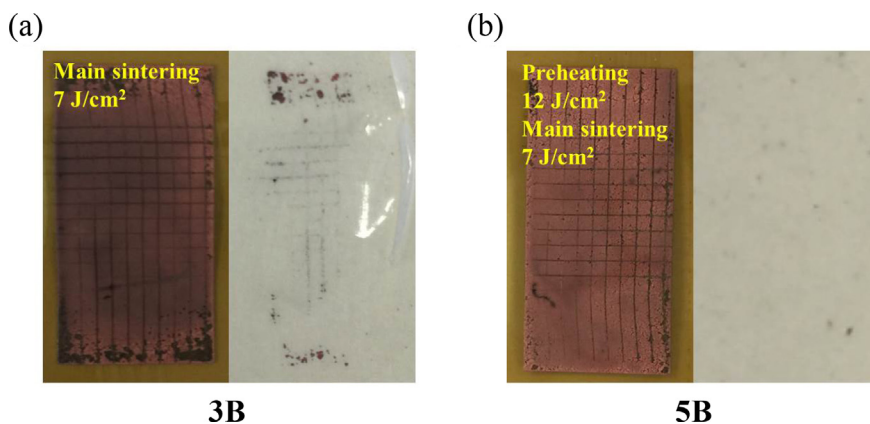 (a)
Main sintering
7 J/cm²
3B
(b)
Preheating
12 J/cm²
Main sintering
7 J/cm²
5B